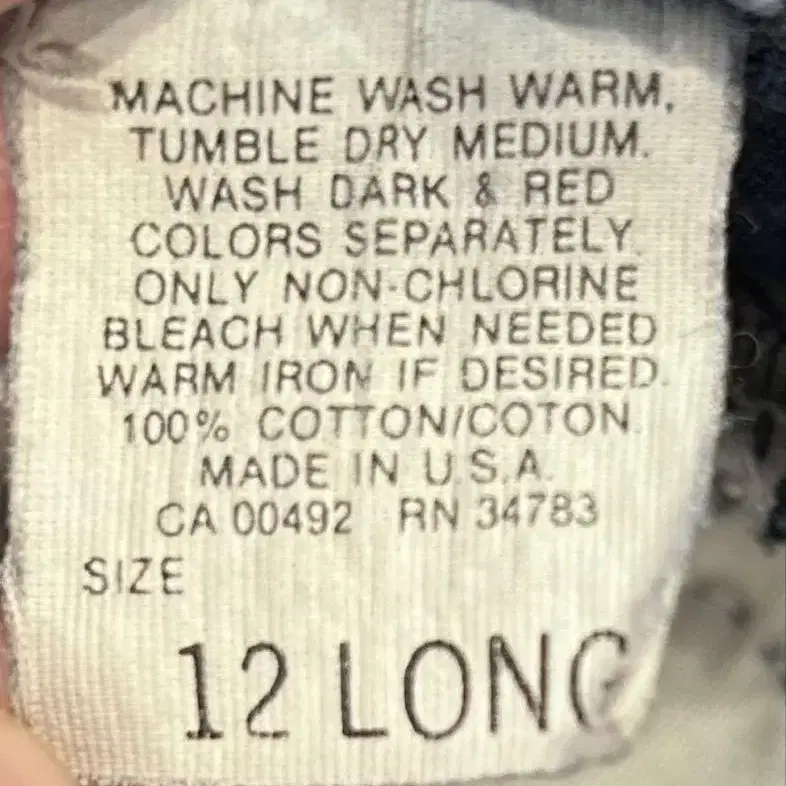 MACHINE WASH WARM.
TUMBLE DRY MEDIUM.
WASH DARK & RED
COLORS SEPARATELY.
ONLY NON-CHLORINE
BLEACH WHEN NEEDED
WARM IRON IF DESIRED.
100% COTTON/COTON
MADE IN U.S.A.
CA 00492 RN 34783
SIZE
12 LONG